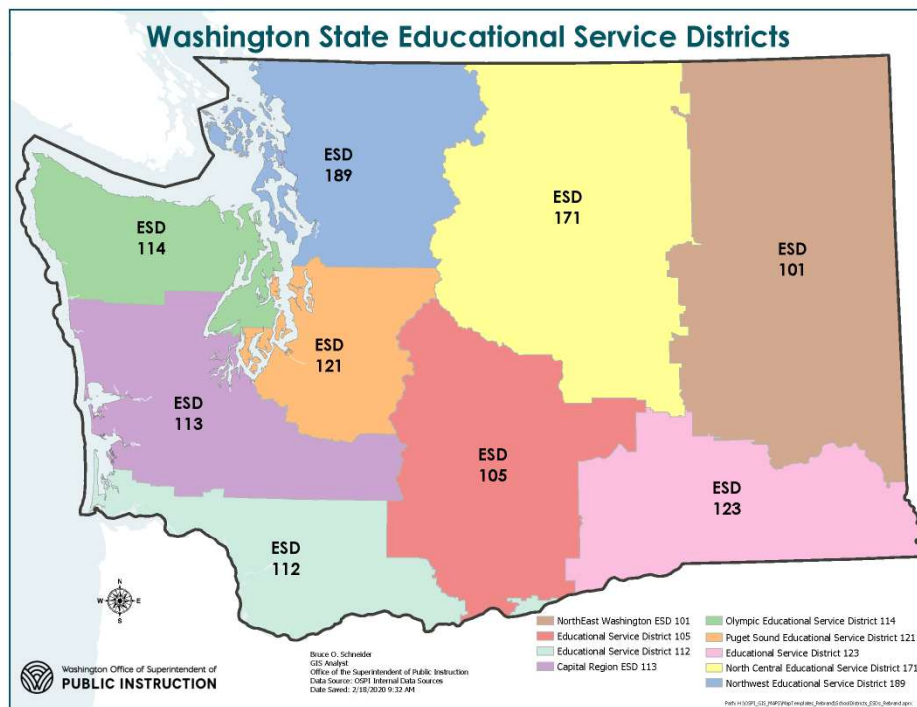 Washington State Educational Service Districts
ESD
189
ESD
171
ESD
101
ESD
114
ESD
121
ESD
113
ESD
105
ESD
123
ESD
112
N
W E
S
NorthEast Washington ESD 101
Educational Service District 105
Educational Service District 112
Capital Region ESD 113
Olympic Educational Service District 114
Puget Sound Educational Service District 121
Educational Service District 123
North Central Educational Service District 171
Northwest Educational Service District 189
Washington Office of Superintendent of
PUBLIC INSTRUCTION
Bruce O. Schneider
GIS Analyst
Office of the Superintendent of Public Instruction
Data Source: OSPI Internal Data Sources
Date Saved: 2/18/2020 9:32 AM